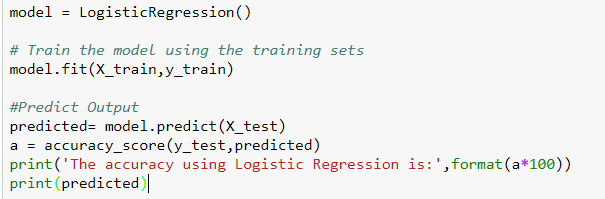 model = LogisticRegression()
# Train the model using the training sets
model.fit(X_train,y_train)
#Predict Output
predicted= model.predict(X_test)
a = accuracy_score(y_test,predicted)
print('The accuracy using Logistic Regression is:',format(a*100))
print(predicted)